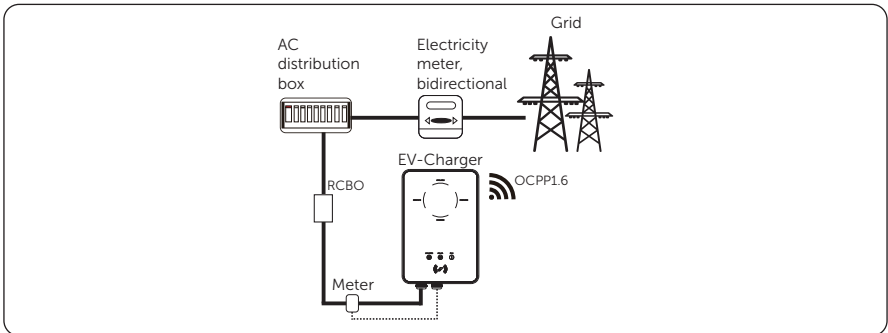 Grid
AC
distribution
box
Electricity
meter,
bidirectional
EV-Charger
RCBO
OCPP1.6
Meter